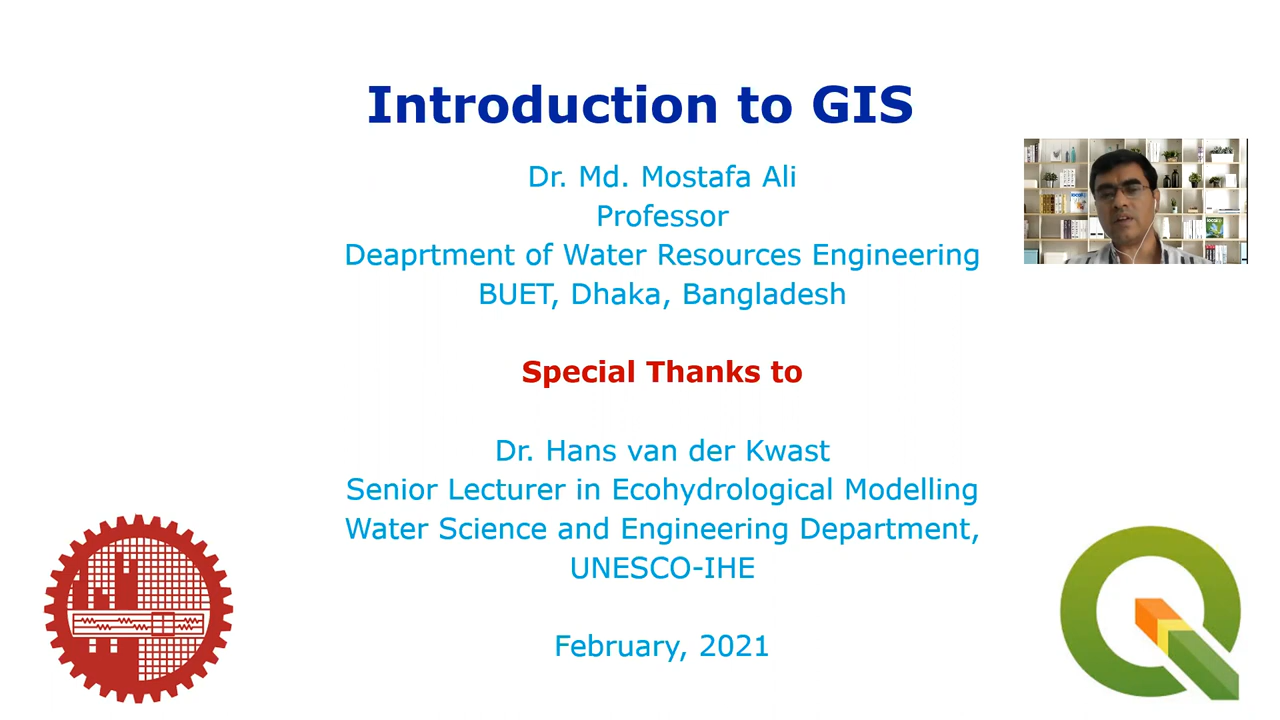 Introduction to GIS
Dr. Md. Mostafa Ali
Professor
Deaprtment of Water Resources Engineering
BUET, Dhaka, Bangladesh
Special Thanks to
Dr. Hans van der Kwast
Senior Lecturer in Ecohydrological Modelling
Water Science and Engineering Department,
UNESCO-IHE
February, 2021